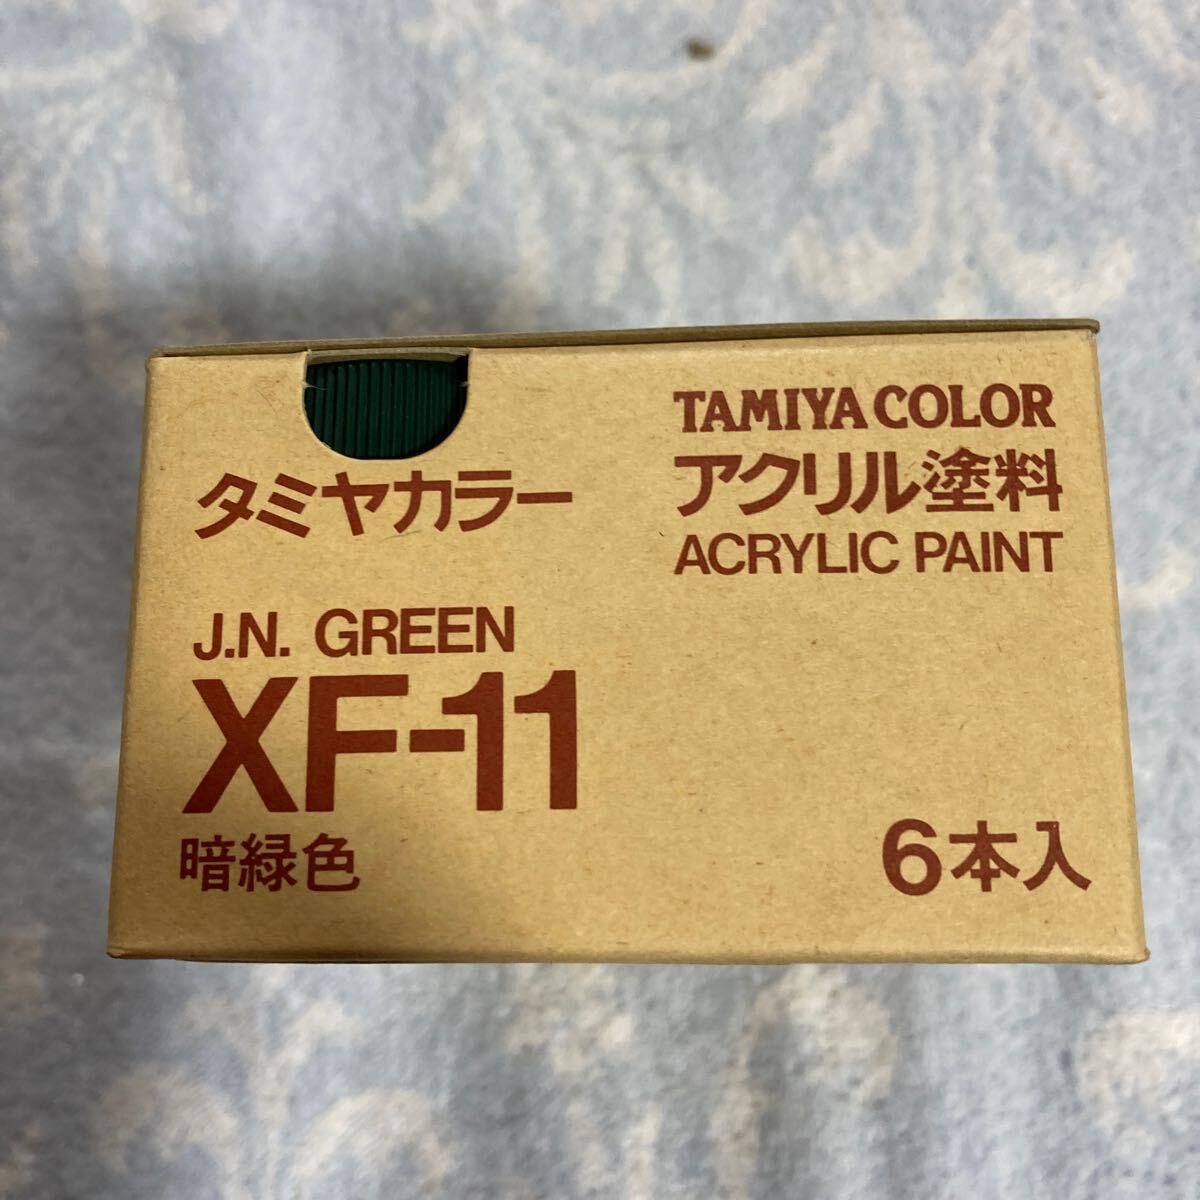 タミヤカラー
J.N. GREEN
XF-11
暗緑色
TAMIYA COLOR
アクリル塗料
ACRYLIC PAINT
6本入